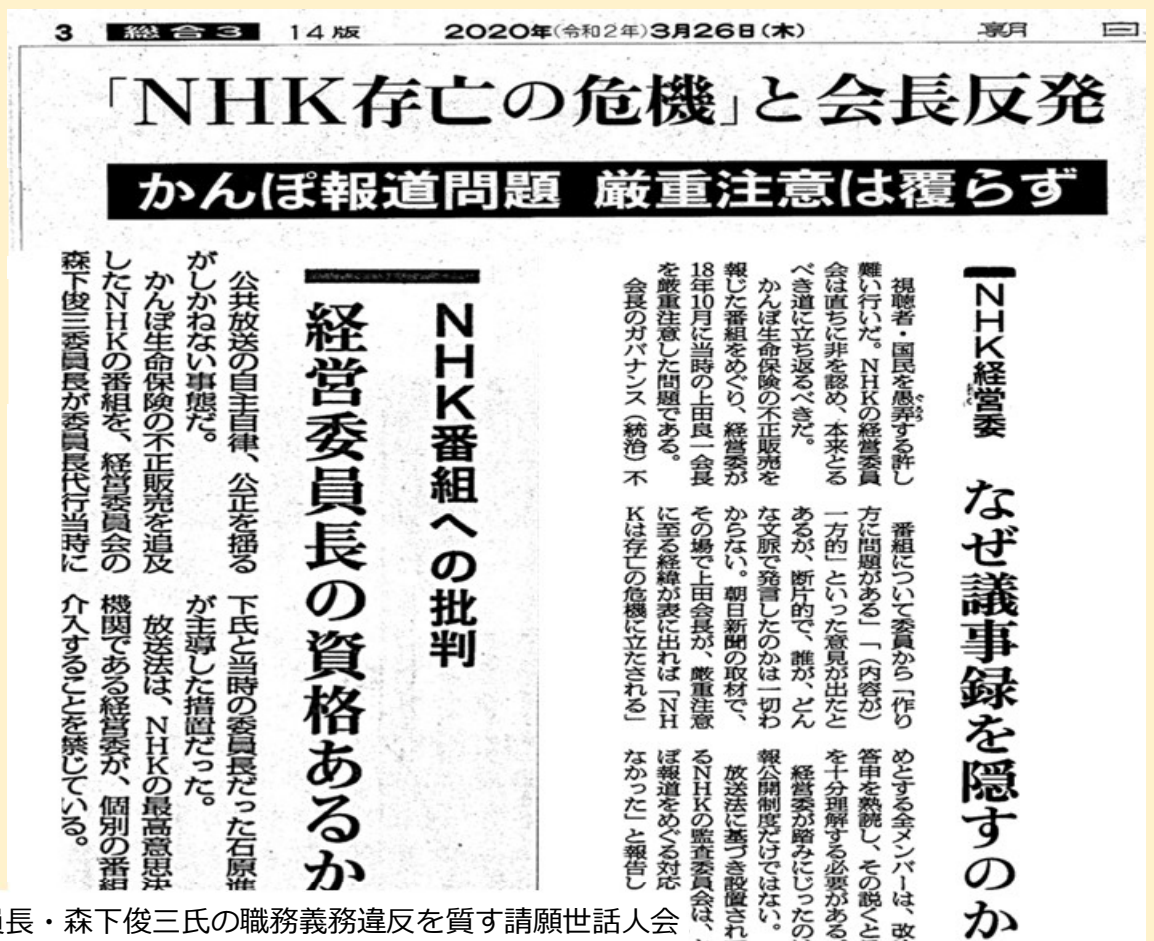 3 総合3 14版 2020年(令和2年)3月26日(木) 朝 日
「NHK存亡の危機」と会長反発
かんぽ報道問題 厳重注意は覆らず
NHK経営委
なぜ議事録を隠すのか
視聴者・国民を愚弄する許し
難い行いだ。NHKの経営委員
会は直ちに非を認め、本来とる
べき道に立ち返るべきだ。
かんぽ生命保険の不正販売を
報じた番組をめぐり、経営委が
18年10月に当時の上田良一会長
を厳重注意した問題である。
会長のガバナンス（統治）不
番組について委員から「作り
方に問題がある」「（内容が）
一方的」といった意見が出たと
あるが、断片的で、誰が、どん
な文脈で発言したのかは一切わ
からない。朝日新聞の取材で、
その場で上田会長が、厳重注意
に至る経緯が表に出れば「NH
Kは存亡の危機に立たされる」
めとする全メンバーは、改
答申を熟読し、その説くと
を十分理解する必要がある
経営委が踏みにじったの
報公開制度だけではない。
放送法に基づき設置され
るNHKの監査委員会は、
ぽ報道をめぐる対応
なかった」と報告し
NHK番組への批判
経営委員長の資格あるか
公共放送の自主自律、公正を揺る
がしかねない事態だ。
かんぽ生命保険の不正販売を追及
したNHKの番組を、経営委員会の
森下俊三委員長が委員長代行当時に
下氏と当時の委員長だった石原進
が主導した措置だった。
放送法は、NHKの最高意思決
機関である経営委が、個別の番組
介入することを禁じている。
員長・森下俊三氏の職務義務違反を質す請願世話人会